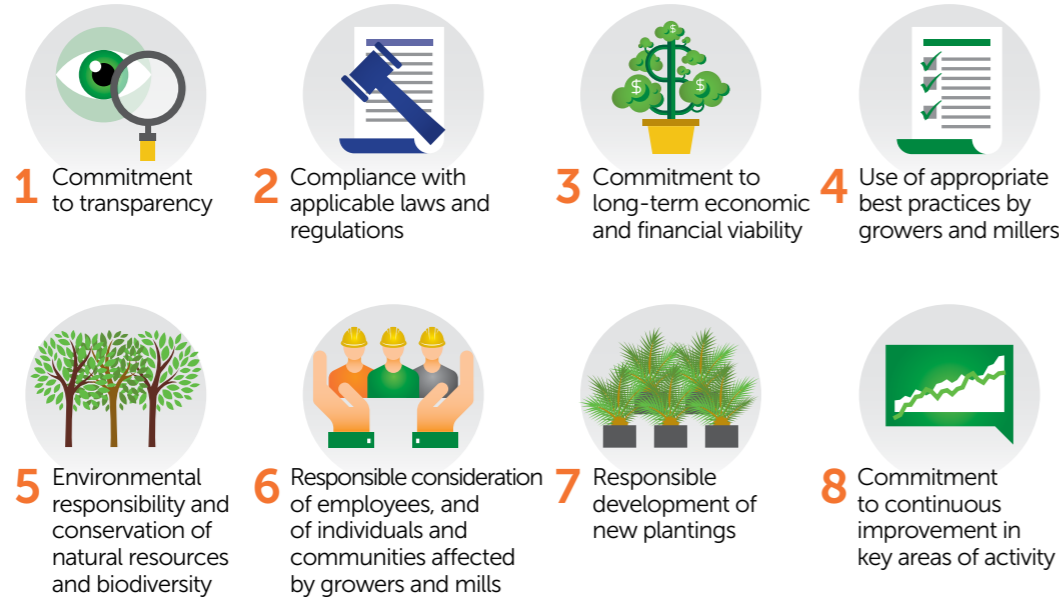 1 Commitment
to transparency
2 Compliance with
applicable laws and
regulations
3 Commitment to
long-term economic
and financial viability
4 Use of appropriate
best practices by
growers and millers
5 Environmental
responsibility and
conservation of
natural resources
and biodiversity
6 Responsible consideration
of employees, and
of individuals and
communities affected
by growers and mills
7 Responsible
development of
new plantings
8 Commitment
to continuous
improvement in
key areas of activity